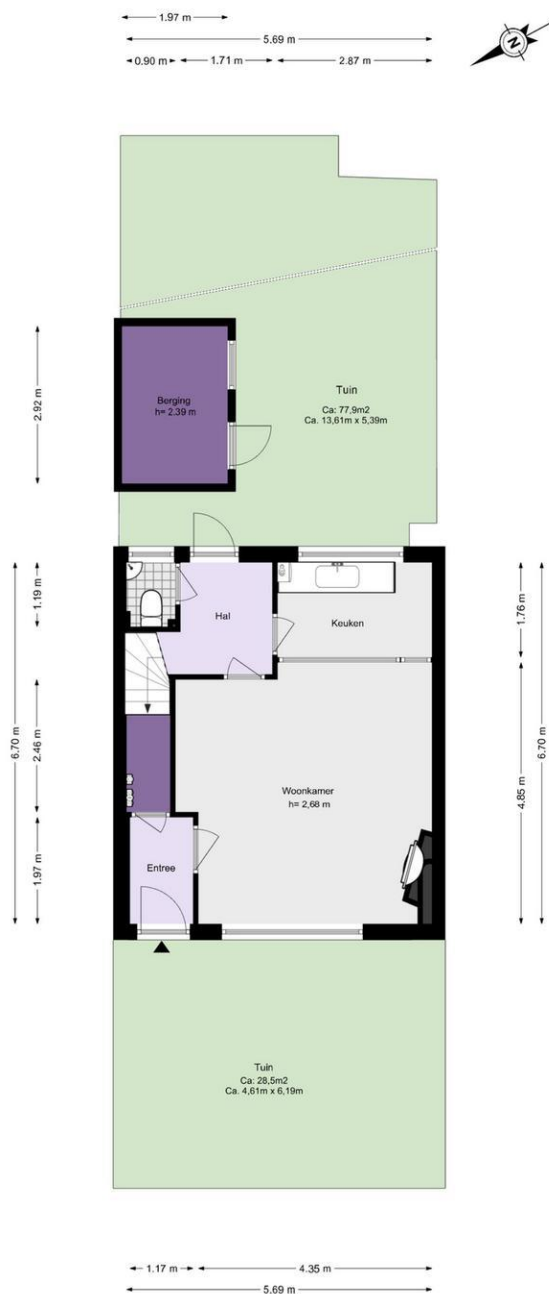 1.97 m
5.69 m
0.90 m
1.71 m
2.87 m
N
2.92 m
Berging
h= 2.39 m
Tuin
Ca: 77,9m2
Ca. 13,61m x 5,39m
6.70 m
1.19 m
2.46 m
1.97 m
Hal
Keuken
Woonkamer
h= 2,68 m
Entree
1.76 m
4.85 m
6.70 m
Tuin
Ca: 28,5m2
Ca. 4,61m x 6,19m
1.17 m
4.35 m
5.69 m